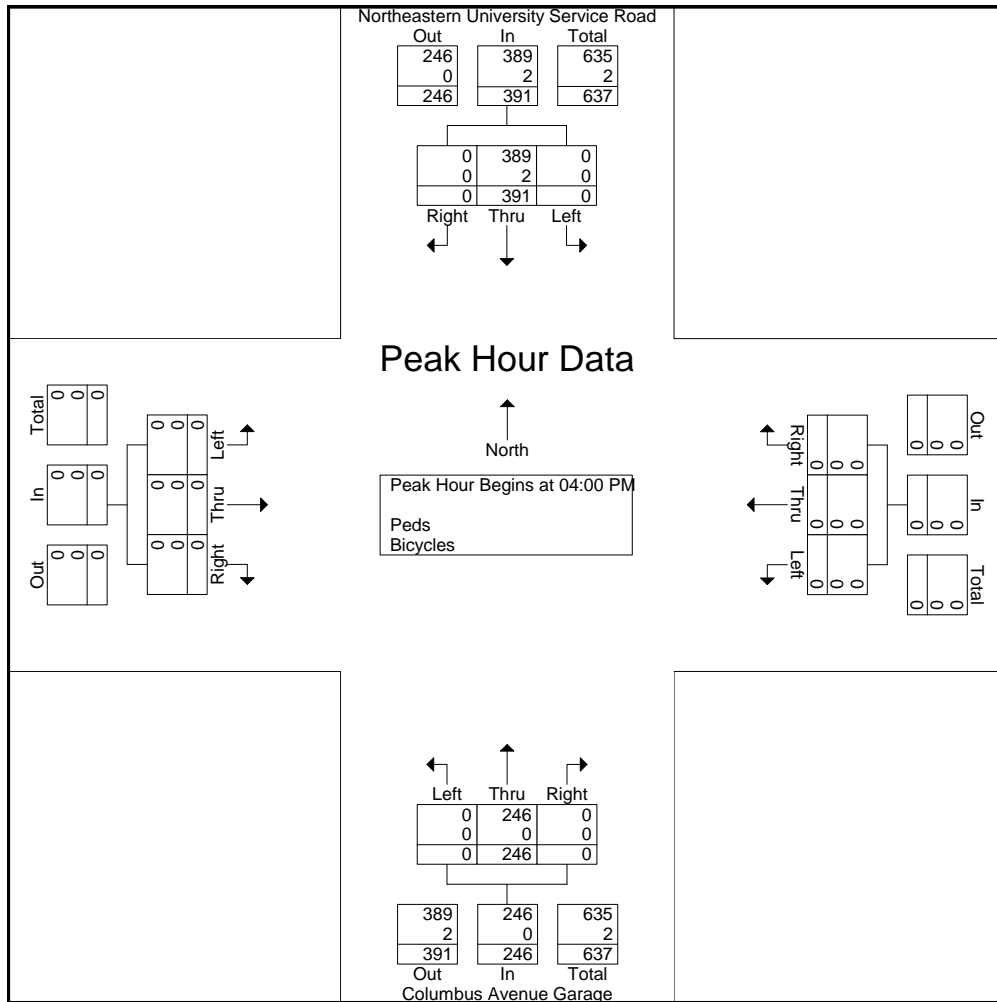 Northeastern University Service Road
Out In Total
246 389 635
0 2 2
246 391 637
0 389 0
0 2 0
0 391 0
Right Thru Left
Peak Hour Data
North
Peak Hour Begins at 04:00 PM
Peds
Bicycles
Total
0 0 0
In
0 0 0
Out
0 0 0
Left
0 0 0
Thru
0 0 0
Right
0 0 0
Right
0 0 0
Thru
0 0 0
Left
0 0 0
Out
0 0 0
In
0 0 0
Total
0 0 0
Left Thru Right
0 246 0
0 0 0
0 246 0
389 246 635
2 0 2
391 246 637
Out In Total
Columbus Avenue Garage